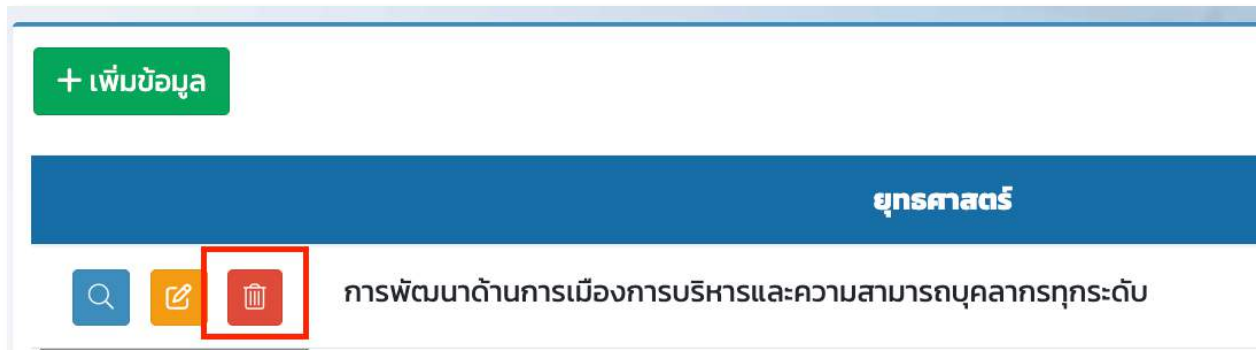 + เพิ่มข้อมูล
ยุทธศาสตร์
การพัฒนาด้านการเมืองการบริหารและความสามารถบุคลากรทุกระดับ